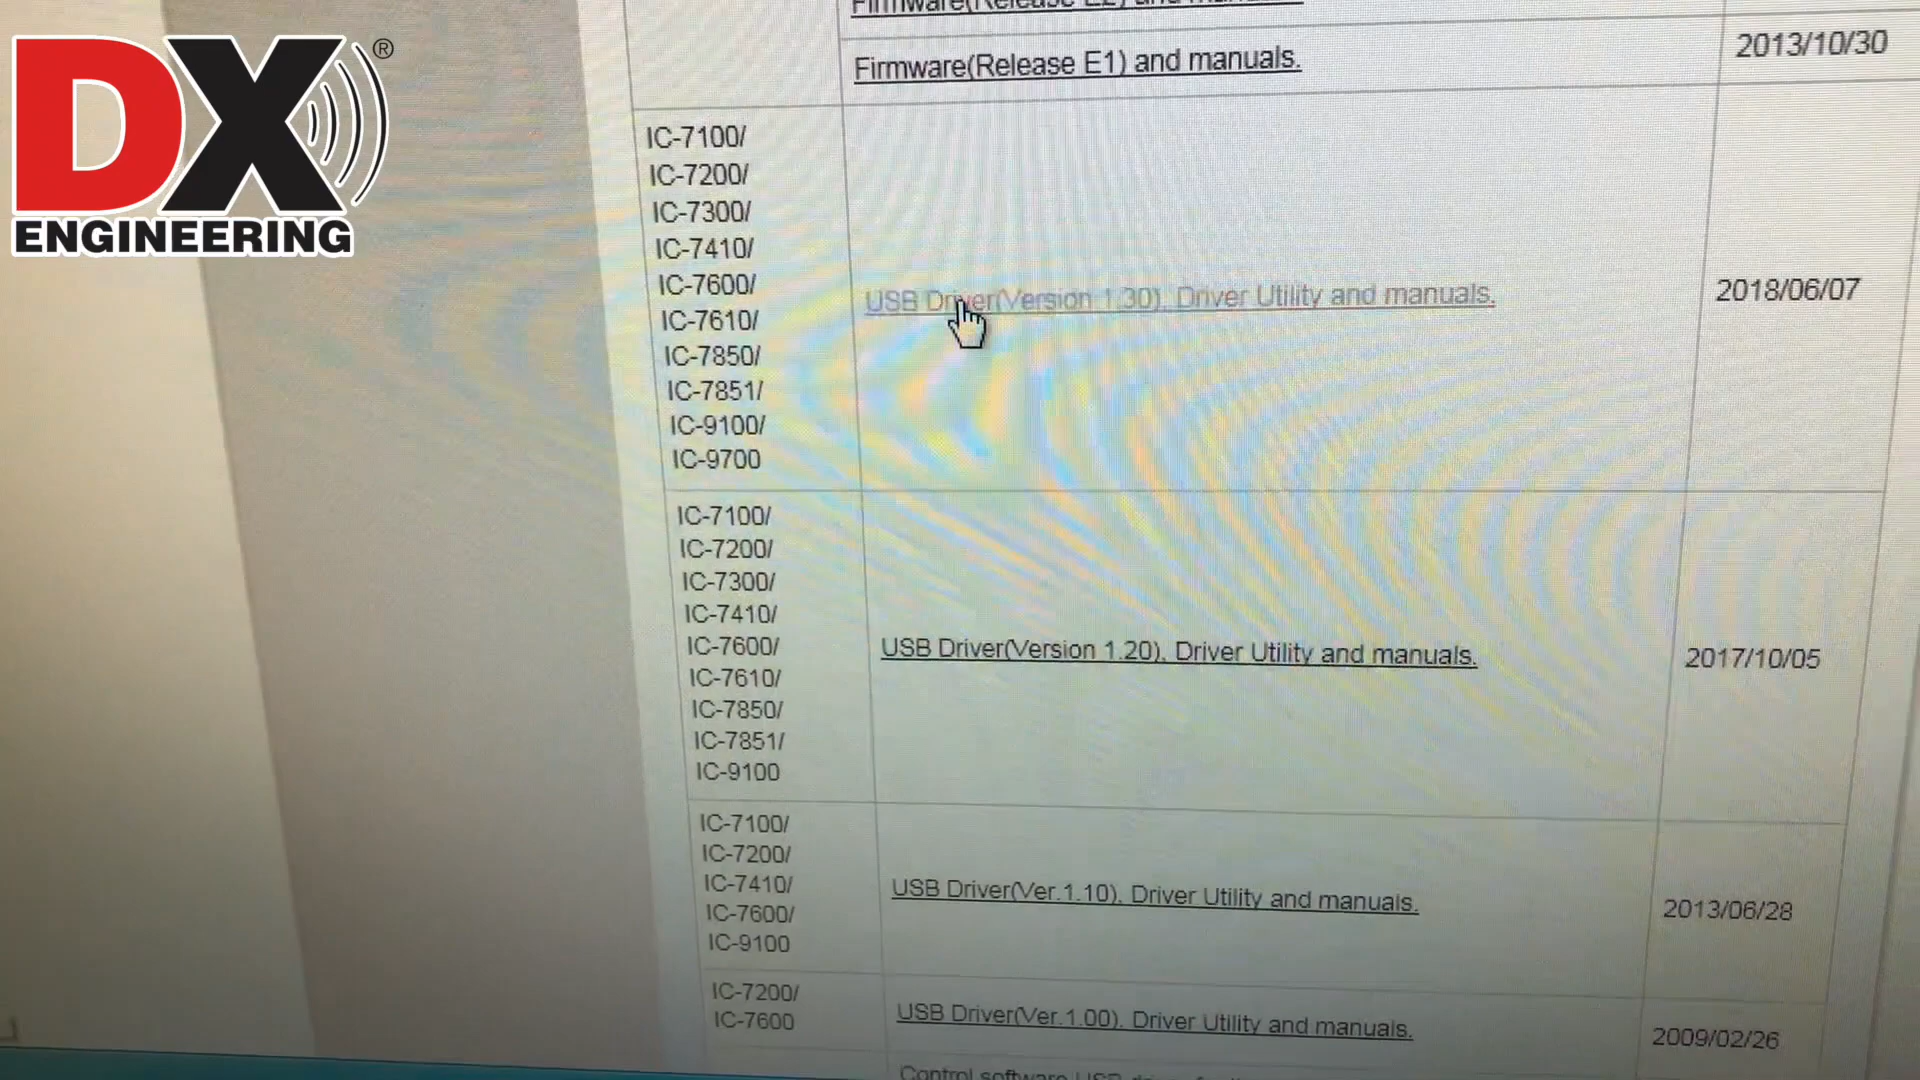 DX
®
ENGINEERING
Firmware(Release E1) and manuals.
2013/10/30
IC-7100/
IC-7200/
IC-7300/
IC-7410/
IC-7600/
IC-7610/
IC-7850/
IC-7851/
IC-9100/
IC-9700
USB Driver(Version 1.30), Driver Utility and manuals.
2018/06/07
IC-7100/
IC-7200/
IC-7300/
IC-7410/
IC-7600/
IC-7610/
IC-7850/
IC-7851/
IC-9100
USB Driver(Version 1.20), Driver Utility and manuals.
2017/10/05
IC-7100/
IC-7200/
IC-7410/
IC-7600/
IC-9100
USB Driver(Ver.1.10), Driver Utility and manuals.
2013/06/28
IC-7200/
IC-7600
USB Driver(Ver.1.00), Driver Utility and manuals.
2009/02/26
Control software